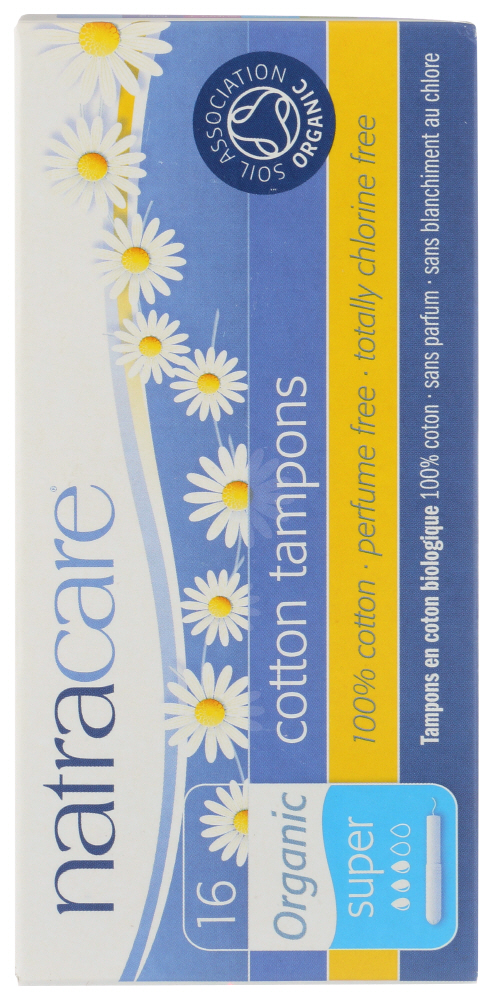 natracare®
SOIL ASSOCIATION
ORGANIC
cotton tampons
100% cotton · perfume free · totally chlorine free
Tampons en coton biologique 100% coton · sans parfum · sans blanchiment au chlore
16
Organic
super